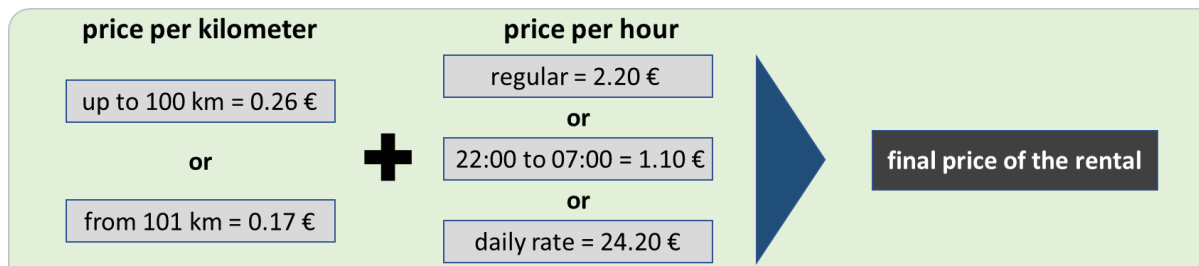 price per kilometer
up to 100 km = 0.26 €
or
from 101 km = 0.17 €
price per hour
regular = 2.20 €
or
22:00 to 07:00 = 1.10 €
or
daily rate = 24.20 €
final price of the rental